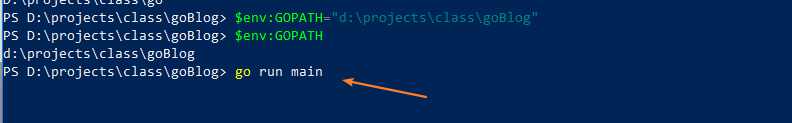 D:\projects\class\go
PS D:\projects\class\goBlog> $env:GOPATH="d:\projects\class\goBlog"
PS D:\projects\class\goBlog> $env:GOPATH
d:\projects\class\goBlog
PS D:\projects\class\goBlog> go run main